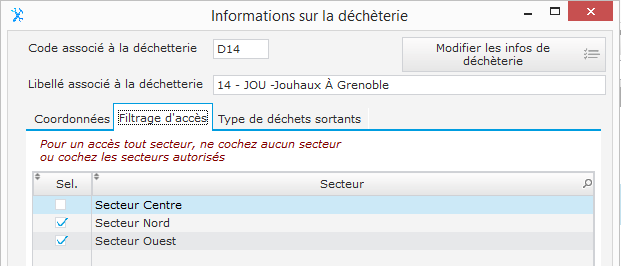 Informations sur la déchèterie
Code associé à la déchetterie D14
Modifier les infos de
déchèterie
Libellé associé à la déchetterie 14 - JOU -Jouhaux À Grenoble
Coordonnées Filtrage d'accès Type de déchets sortants
Pour un accès tout secteur, ne cochez aucun secteur
ou cochez les secteurs autorisés
Sel. Secteur
Secteur Centre
Secteur Nord
Secteur Ouest